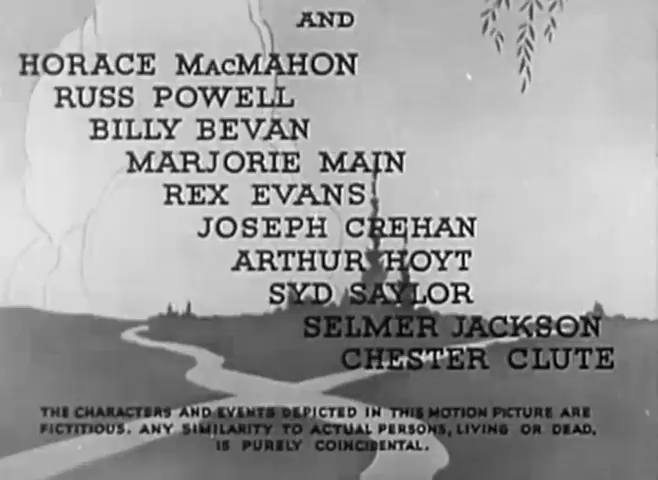 AND
HORACE MacMAHON
RUSS POWELL
BILLY BEVAN
MARJORIE MAIN
REX EVANS
JOSEPH CREHAN
ARTHUR HOYT
SYD SAYLOR
SELMER JACKSON
CHESTER CLUTE
THE CHARACTERS AND EVENTS DEPICTED IN THIS MOTION PICTURE ARE
FICTITIOUS. ANY SIMILARITY TO ACTUAL PERSONS, LIVING OR DEAD,
IS PURELY COINCIDENTAL.